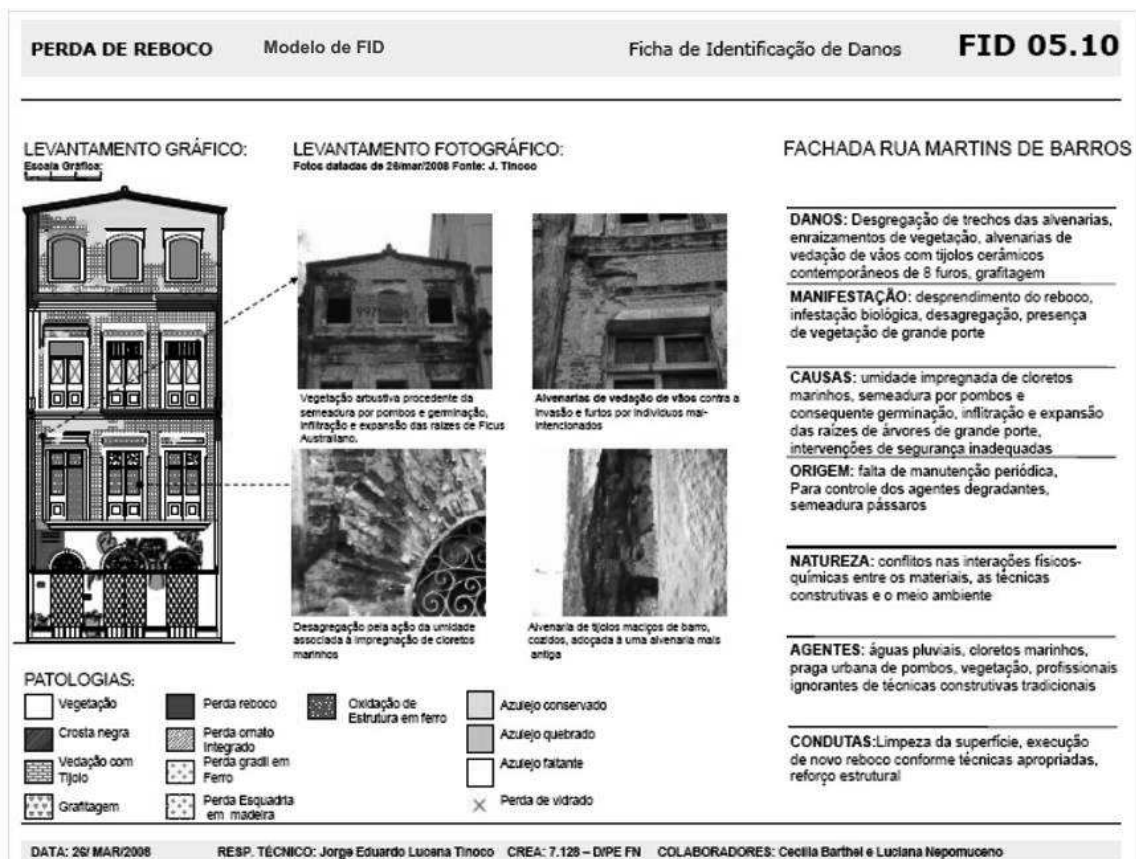 PERDA DE REBOCO Modelo de FID Ficha de Identificação de Danos FID 05.10
LEVANTAMENTO GRÁFICO:
Escala Gráfica:
LEVANTAMENTO FOTOGRÁFICO:
Fotos datadas de 26/mar/2008 Fonte: J. Tinoco
Vegetação arbustiva procedente da
semeadura por pombos e germinação,
infiltração e expansão das raízes de Ficus
Australiano.
Alvenarias de vedação de vãos contra a
invasão e furtos por indivíduos mal-
intencionados
Desagregação pela ação da umidade
associada à impregnação de cloretos
marinhos
Alvenaria de tijolos maciços de barro,
cozidos, adoçada à uma alvenaria mais
antiga
FACHADA RUA MARTINS DE BARROS
DANOS: Desgregação de trechos das alvenarias,
enraizamentos de vegetação, alvenarias de
vedação de vãos com tijolos cerâmicos
contemporâneos de 8 furos, grafitagem
MANIFESTAÇÃO: desprendimento do reboco,
infestação biológica, desagregação, presença
de vegetação de grande porte
CAUSAS: umidade impregnada de cloretos
marinhos, semeadura por pombos e
consequente germinação, inflitração e expansão
das raízes de árvores de grande porte,
intervenções de segurança inadequadas
ORIGEM: falta de manutenção periódica,
Para controle dos agentes degradantes,
semeadura pássaros
NATUREZA: conflitos nas interações físicos-
químicas entre os materiais, as técnicas
construtivas e o meio ambiente
AGENTES: águas pluviais, cloretos marinhos,
praga urbana de pombos, vegetação, profissionais
ignorantes de técnicas construtivas tradicionais
CONDUTAS:Limpeza da superfície, execução
de novo reboco conforme técnicas apropriadas,
reforço estrutural
PATOLOGIAS:
Vegetação
Crosta negra
Vedação com
Tijolo
Grafitagem
Perda reboco
Perda ornato
Integrado
Perda gradil em
Ferro
Perda Esquadria
em madeira
Oxidação de
Estrutura em ferro
Azulejo conservado
Azulejo quebrado
Azulejo faltante
Perda de vidrado
DATA: 26/ MAR/2008 RESP. TÉCNICO: Jorge Eduardo Lucena Tinoco CREA: 7.128 – D/PE FN COLABORADORES: Cecilia Barthel e Luciana Nepomuceno